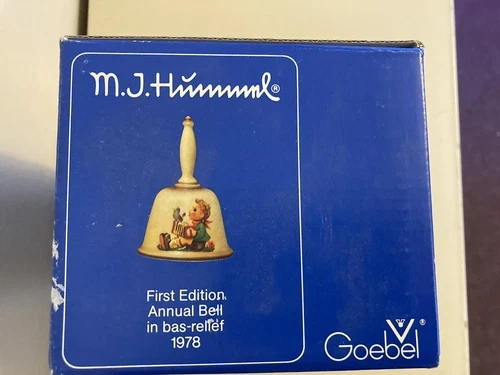 M.J.Hummel®
First Edition
Annual Bell
in bas-relief
1978
Goebel®